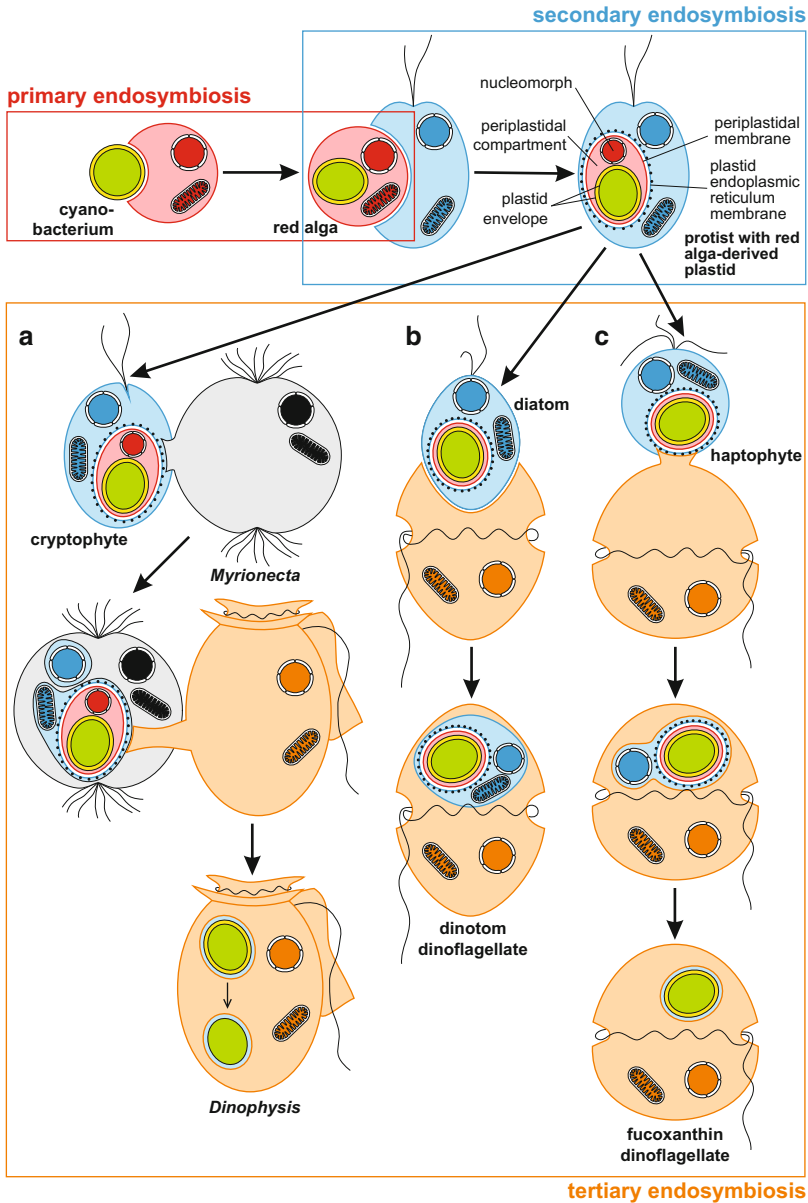 secondary endosymbiosis
primary endosymbiosis
nucleomorph
periplastidal
compartment
periplastidal
membrane
plastid
endoplasmic
reticulum
membrane
plastid
envelope
cyano-
bacterium
red alga
protist with red
alga-derived
plastid
a
b
c
diatom
haptophyte
cryptophyte
Myrionecta
dinotom
dinoflagellate
Dinophysis
fucoxanthin
dinoflagellate
tertiary endosymbiosis